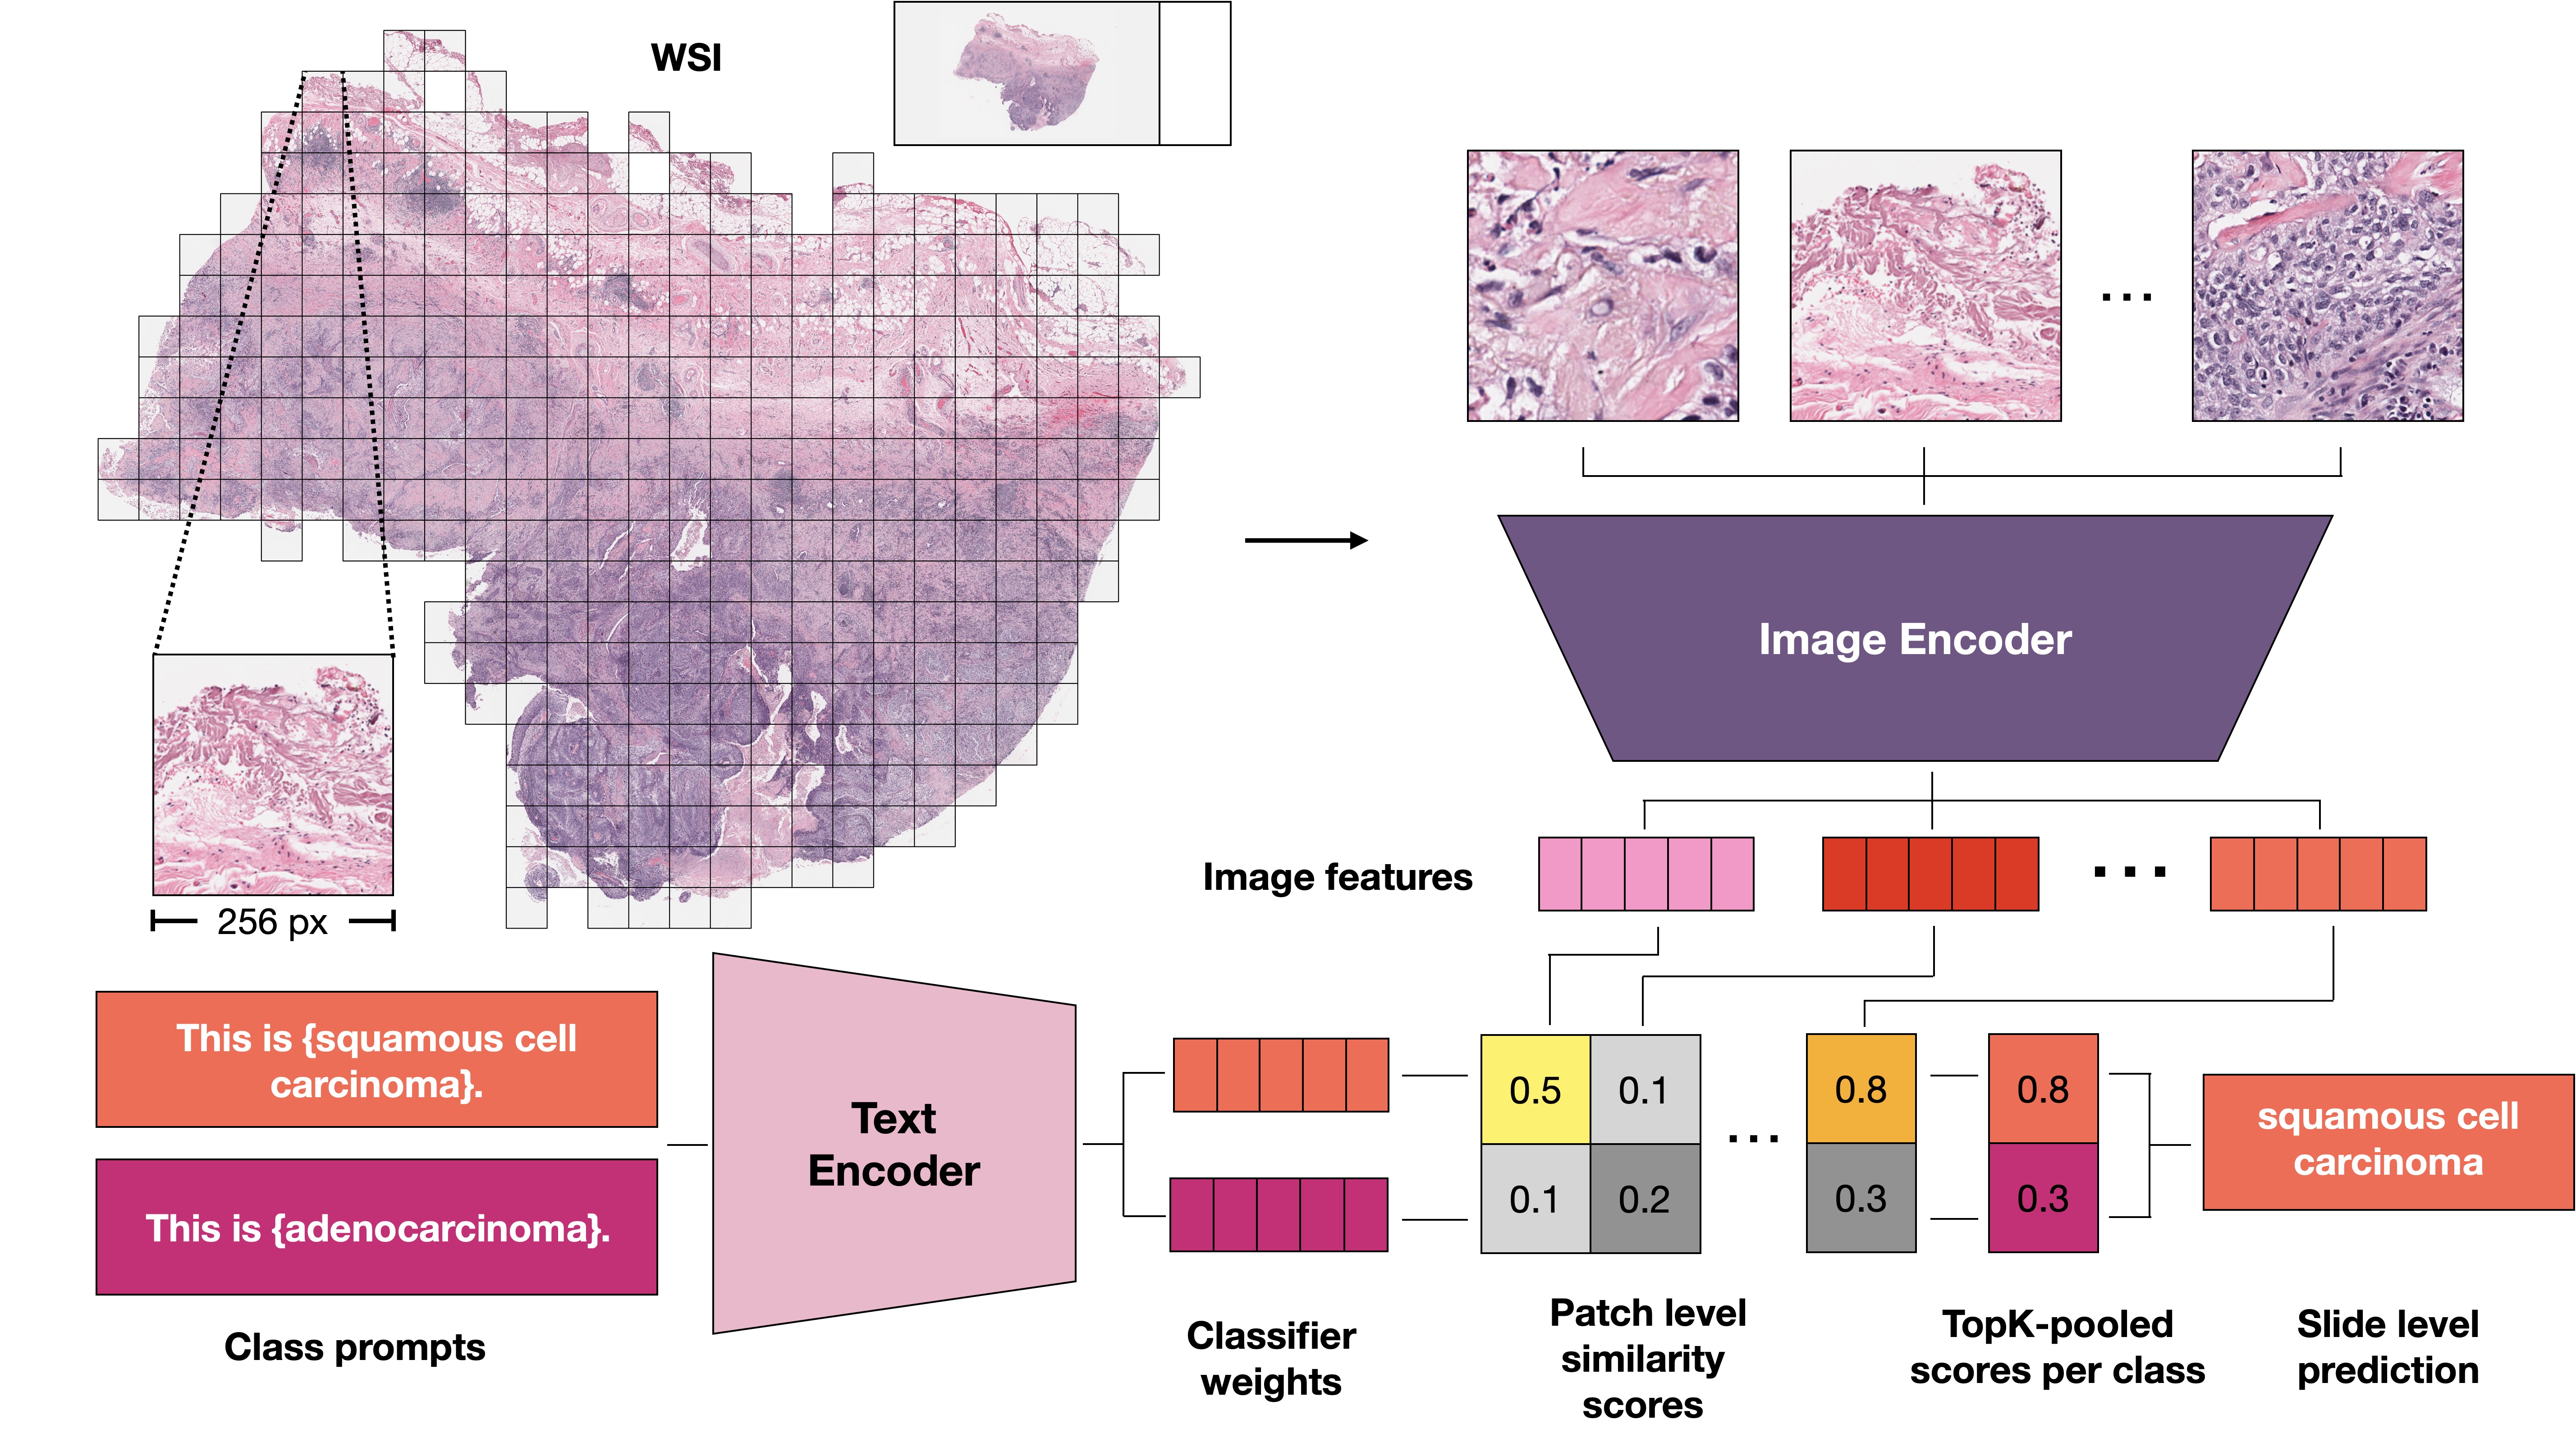 WSI
256 px
Image Encoder
Image features
This is {squamous cell
carcinoma}.
This is {adenocarcinoma}.
Class prompts
Text
Encoder
Classifier
weights
0.5
0.1
...
0.8
0.1
0.2
0.3
Patch level
similarity
scores
0.8
0.3
TopK-pooled
scores per class
squamous cell
carcinoma
Slide level
prediction